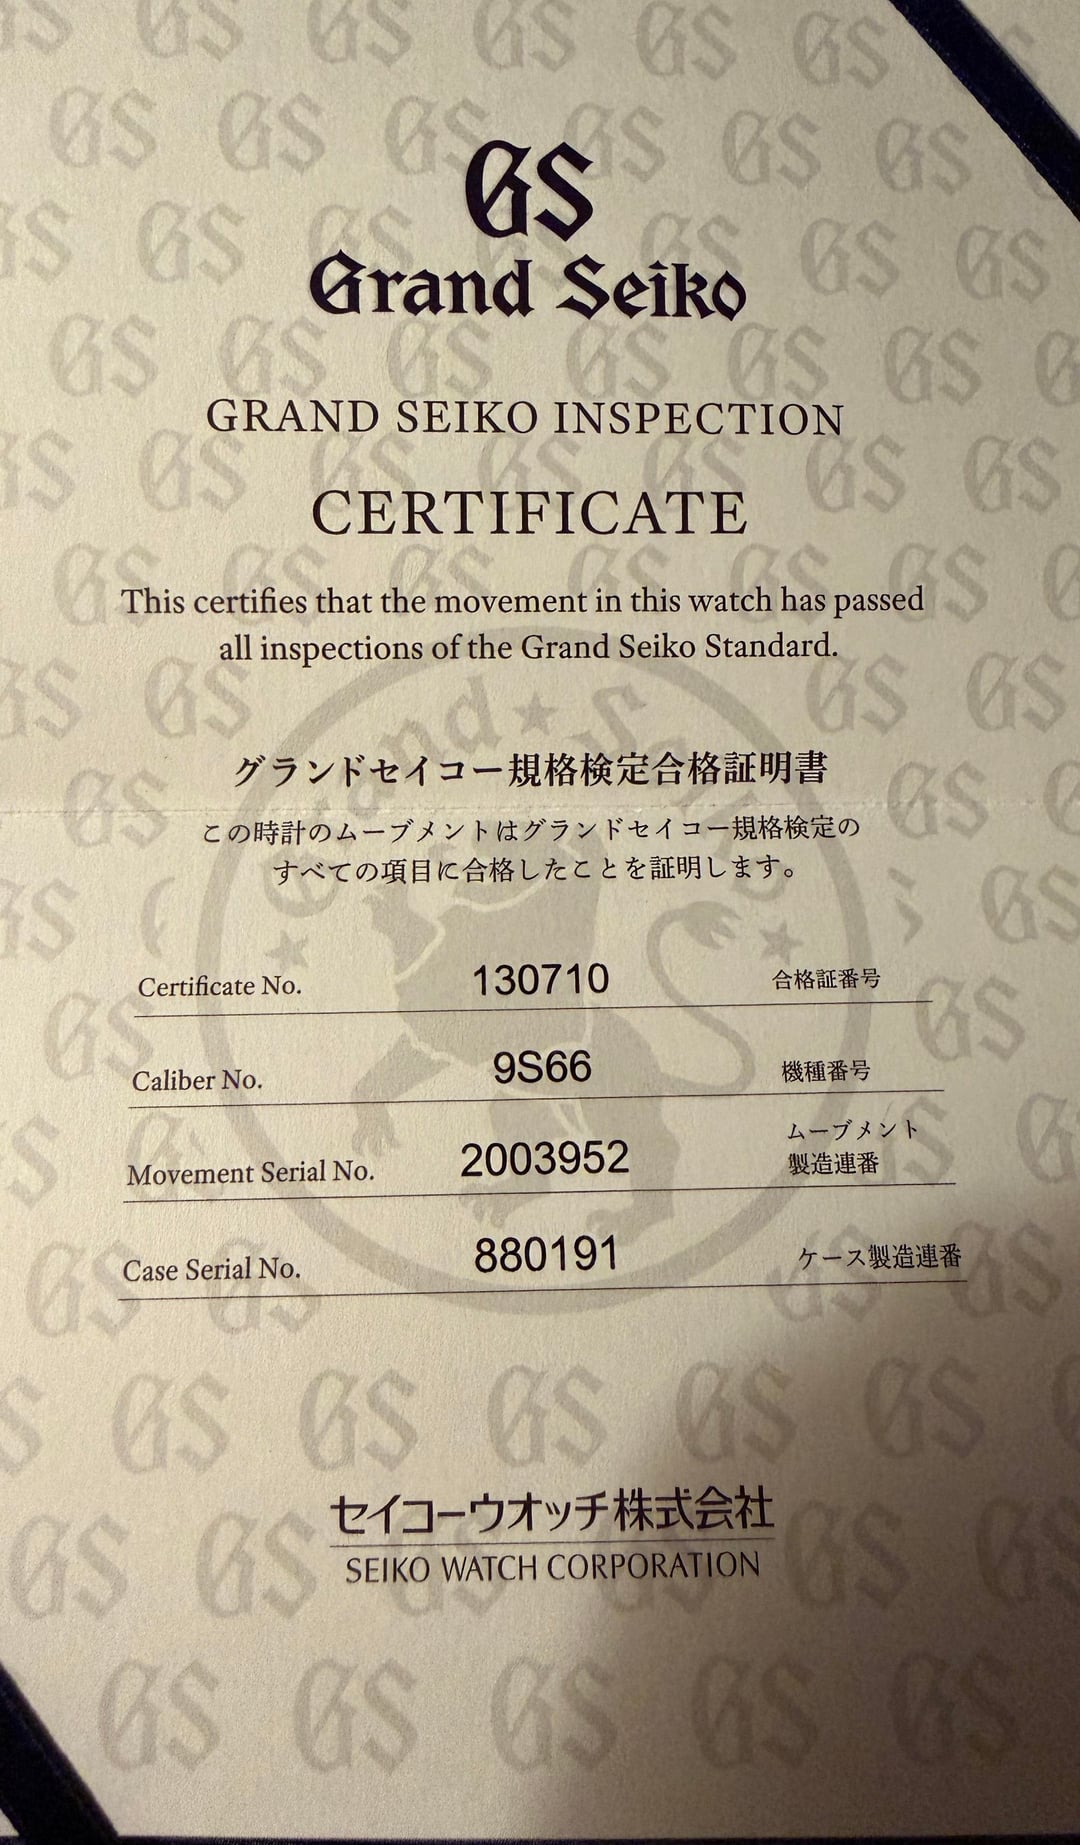 GS
Grand Seiko
GRAND SEIKO INSPECTION
CERTIFICATE
This certifies that the movement in this watch has passed
all inspections of the Grand Seiko Standard.
グランドセイコー規格検定合格証明書
この時計のムーブメントはグランドセイコー規格検定の
すべての項目に合格したことを証明します。
Certificate No. 130710 合格証番号
Caliber No. 9S66 機種番号
Movement Serial No. 2003952 ムーブメント
製造連番
Case Serial No. 880191 ケース製造連番
セイコーウオッチ株式会社
SEIKO WATCH CORPORATION